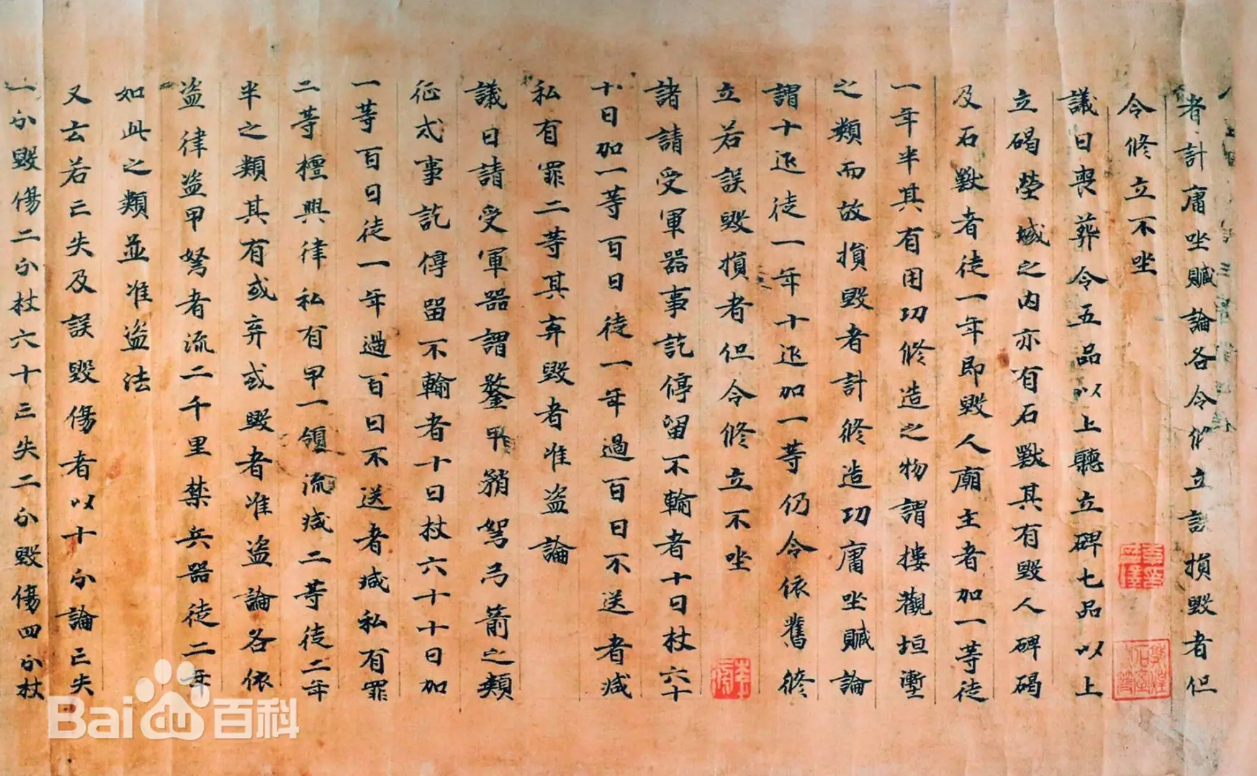 者計庸坐贓論各令修立誤損毀者但
令修立不坐
議曰喪葬令五品以上聽立碑七品以上
立碣塋域之內亦有石獸其有毀人碑碣
及石獸者徒一年即毀人廟主者加一等徒
一年半其有用功修造之物謂樓觀垣壍
之類而故損毀者計修造功庸坐贓論
謂十疋徒一年十疋加一等仍令依舊修
立若誤毀損者但令修立不坐
諸請受軍器事訖停留不輸者十日杖六十
十日加一等百日徒一年過百日不送者減
私有罪二等其弃毀者准盜論
議曰請受軍器謂鍪甲矟弩弓箭之類
征戍事訖停留不輸者十日杖六十十日加
一等百日徒一年過百日不送者減私有罪
二等擅興律私有甲一領流減二等徒二年
半之類其有或弃或毀者准盜論各依
盜律盜甲弩者流二千里禁兵器徒二年
如此之類並准盜法
又云若亡失及誤毀傷者以十分論亡失
一分毀傷二分杖六十亡失二分毀傷四分杖
Bai百科